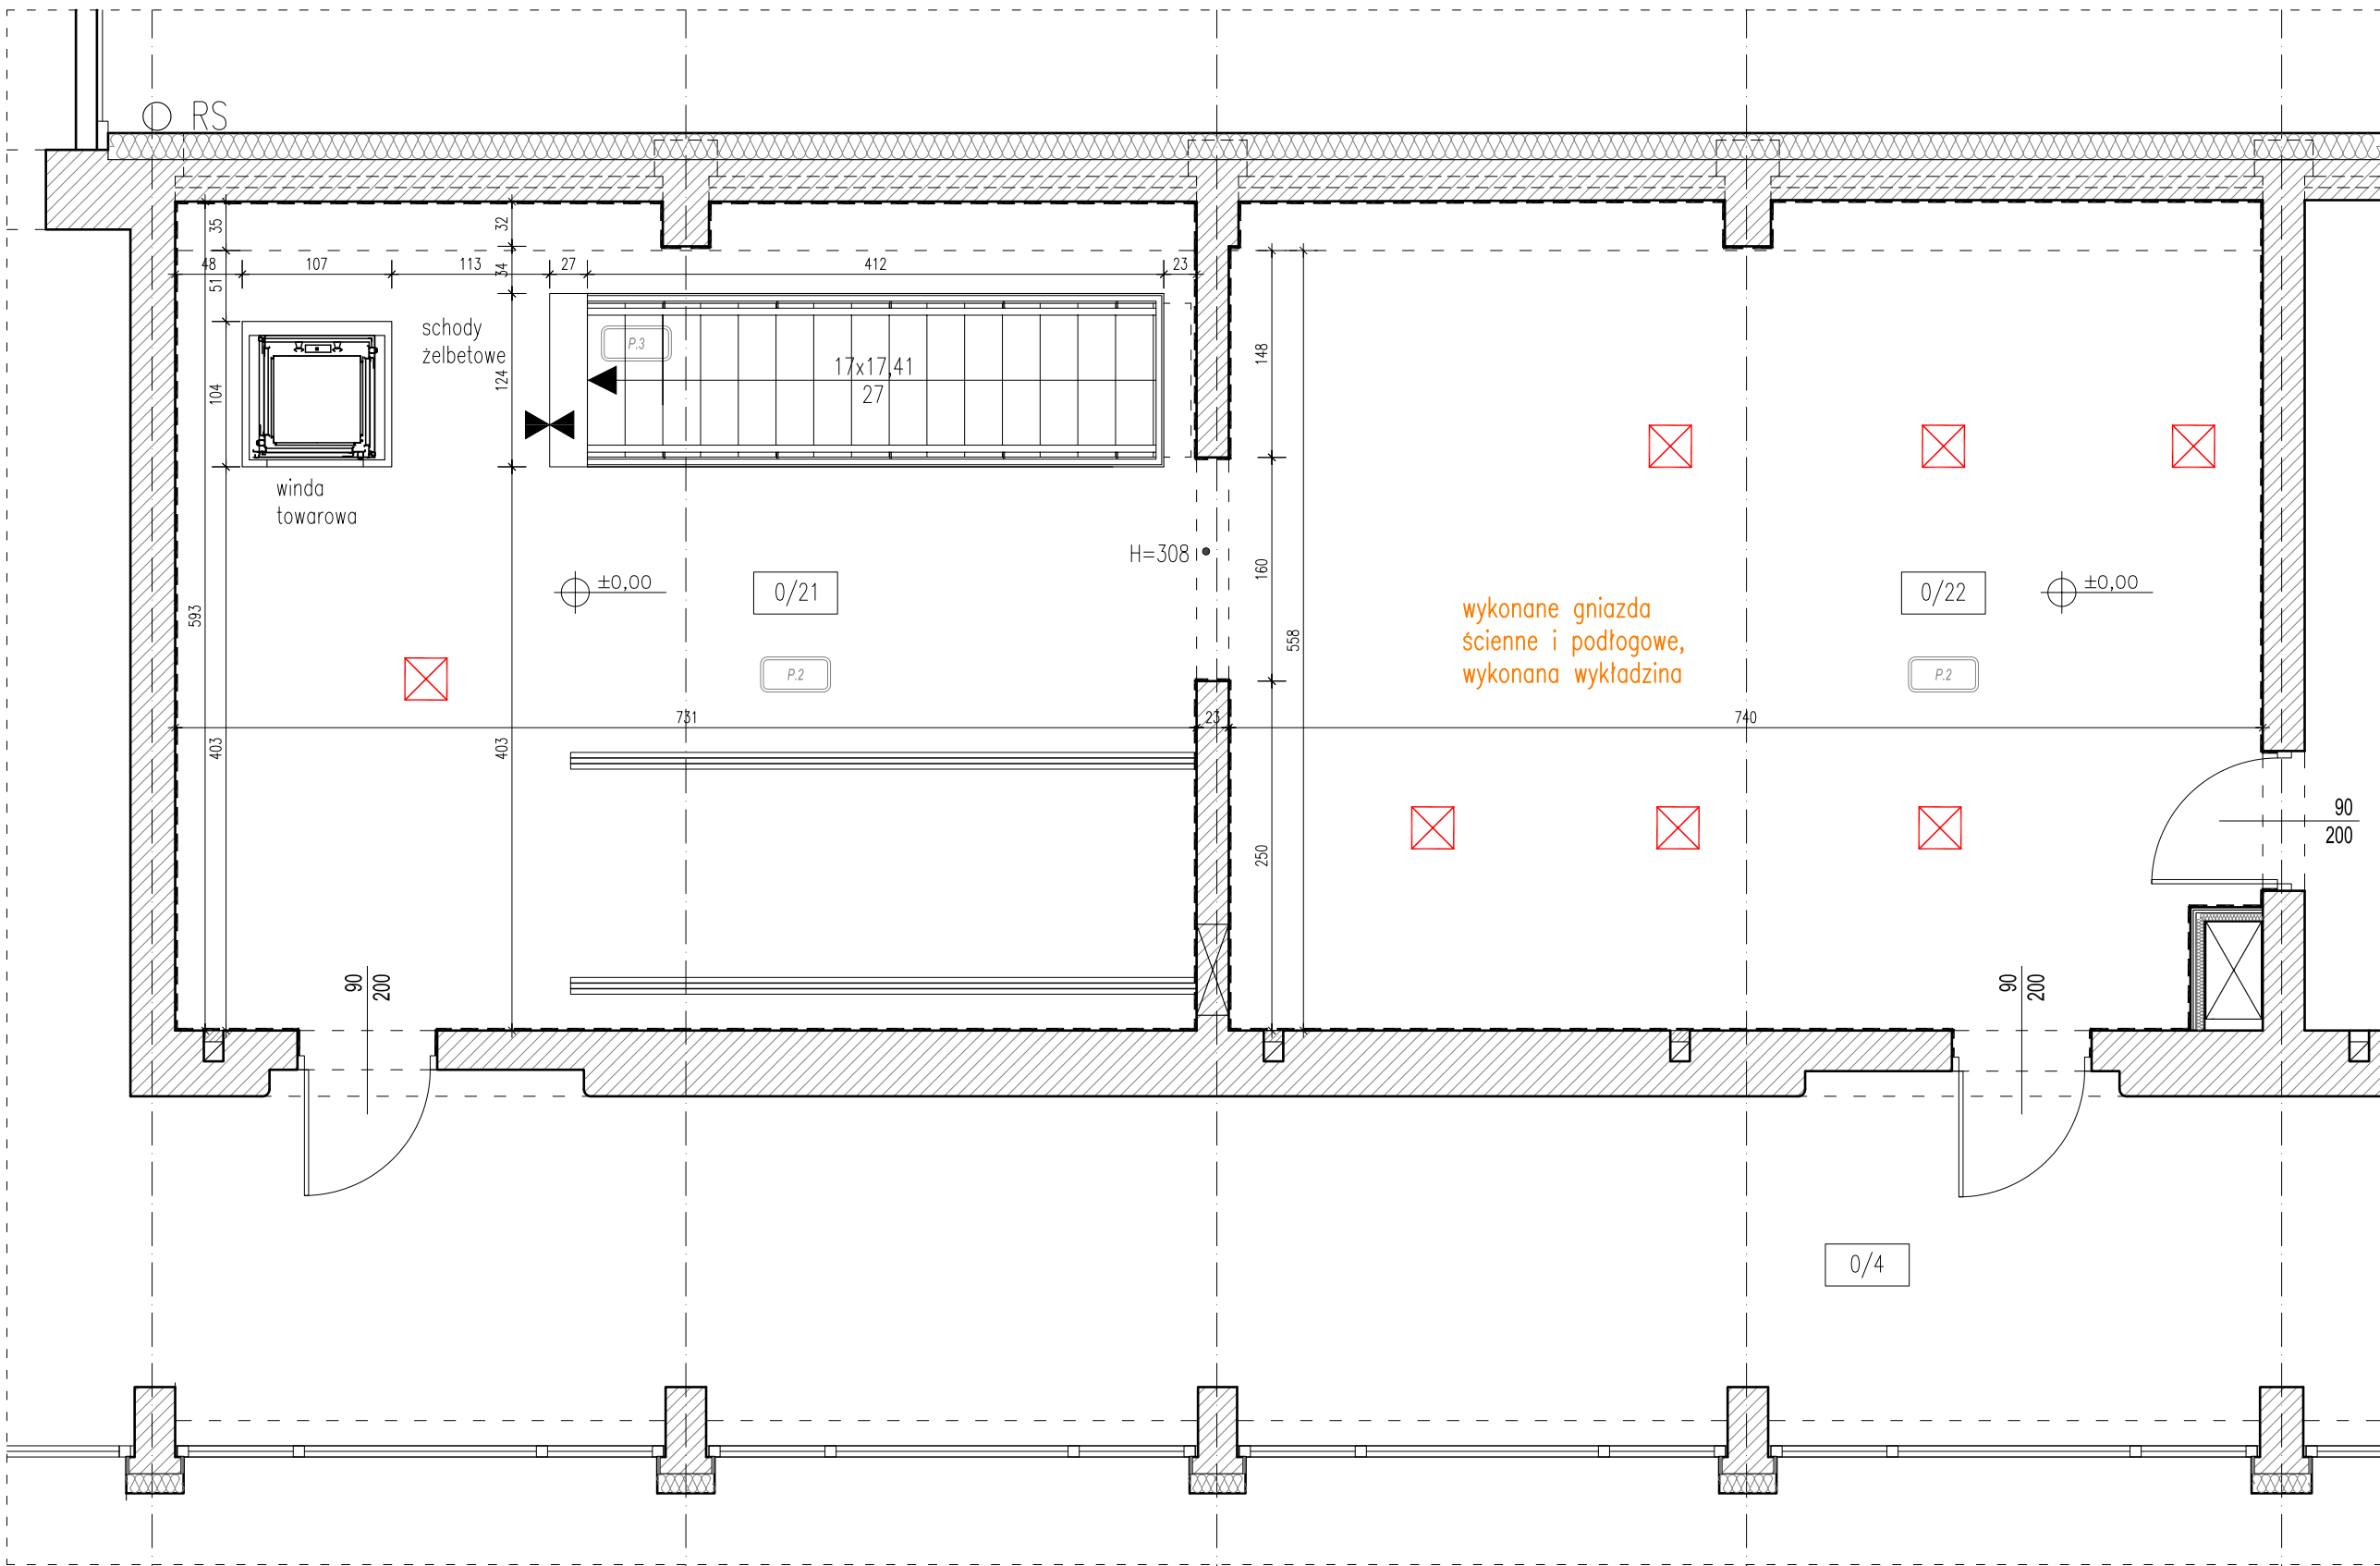 RS
35
32
48
107
113
27
412
23
51
34
schody
żelbetowe
P.3
17x17,41
27
104
124
148
winda
towarowa
H=308
±0,00
0/21
160
0/22
±0,00
593
558
wykonane gniazda
ścienne i podłogowe,
wykonana wykładzina
P.2
P.2
731
23
740
403
403
90
200
250
90
200
90
200
0/4